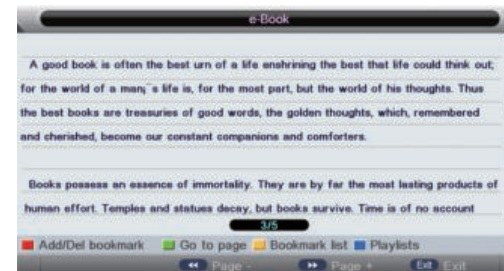 e-Book
A good book is often the best urn of a life enshrining the best that life could think out;
for the world of a man¡¯s life is, for the most part, but the world of his thoughts. Thus
the best books are treasuries of good words, the golden thoughts, which, remembered
and cherished, become our constant companions and comforters.
Books possess an essence of immortality. They are by far the most lasting products of
human effort. Temples and statues decay, but books survive. Time is of no account
3/5
Add/Del bookmark Go to page Bookmark list Playlists
Page - Page + Exit Exit